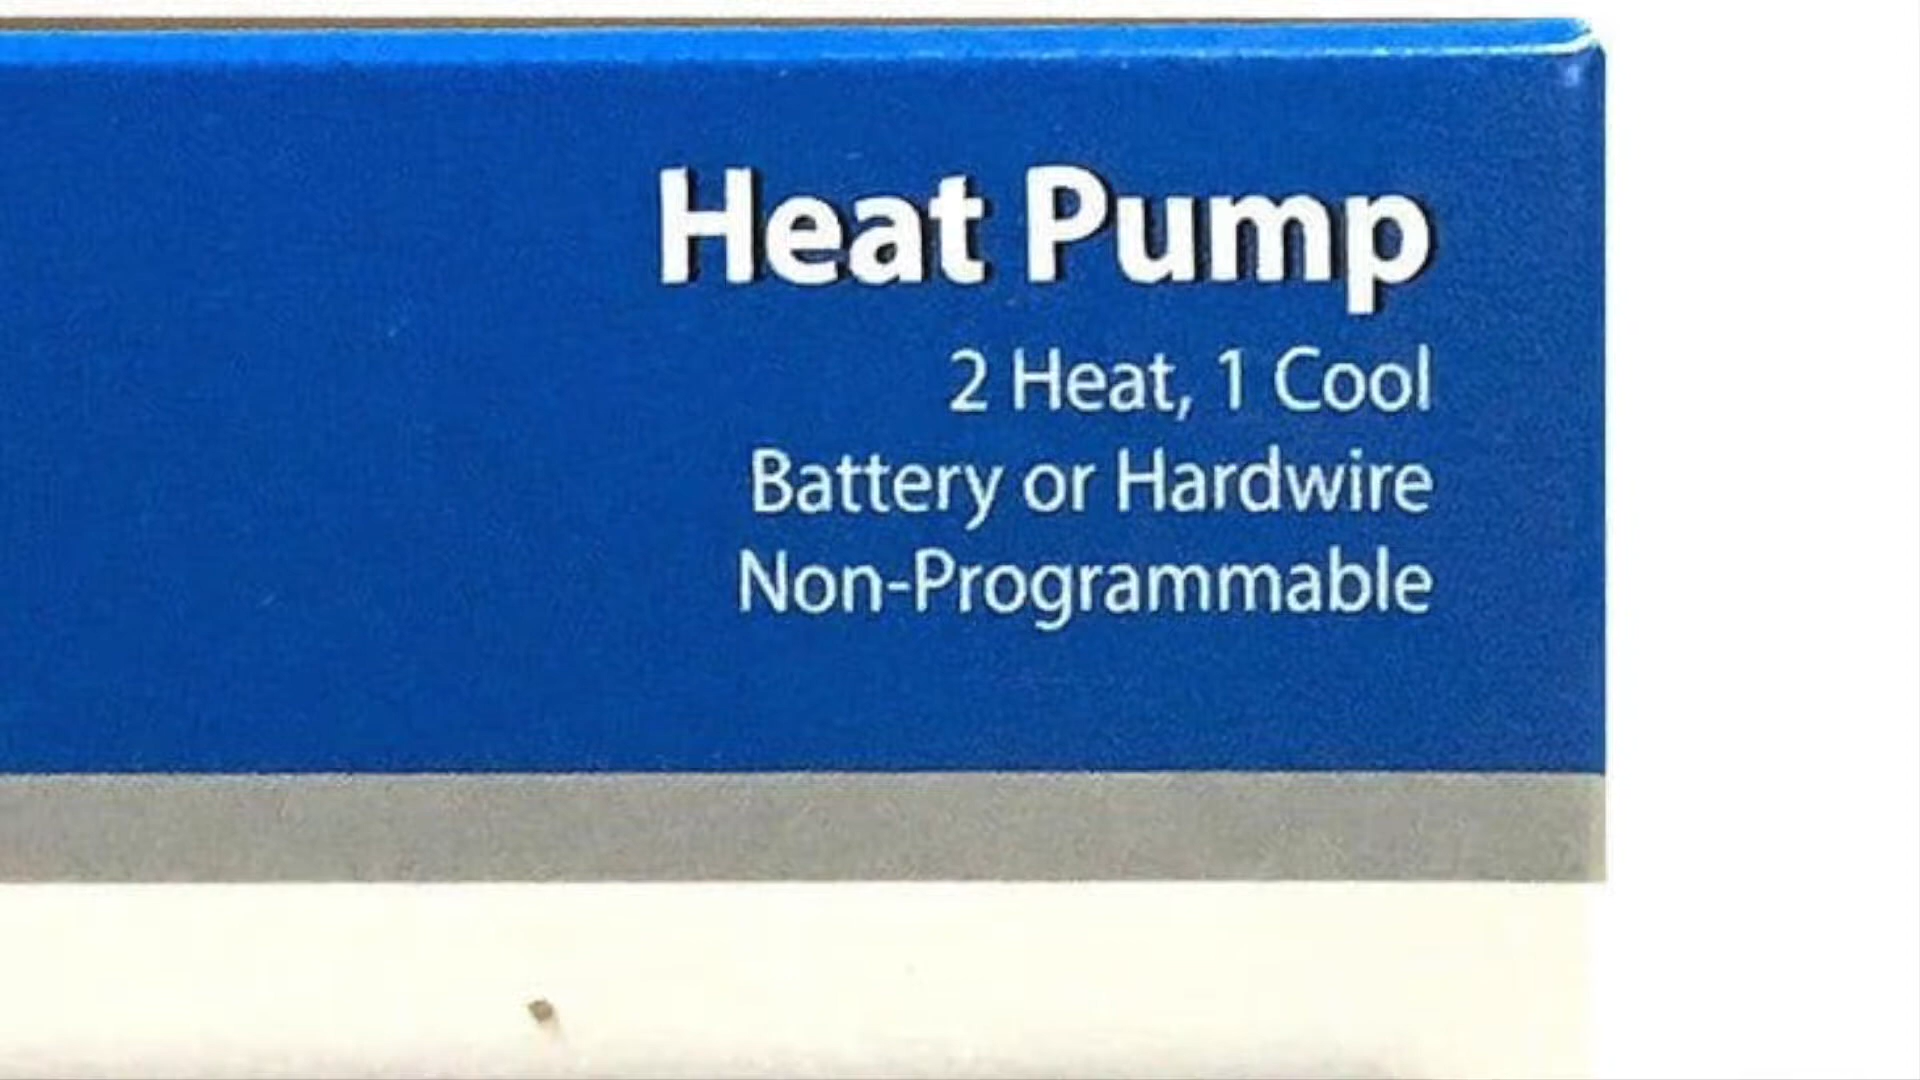 Heat Pump
2 Heat, 1 Cool
Battery or Hardwire
Non-Programmable